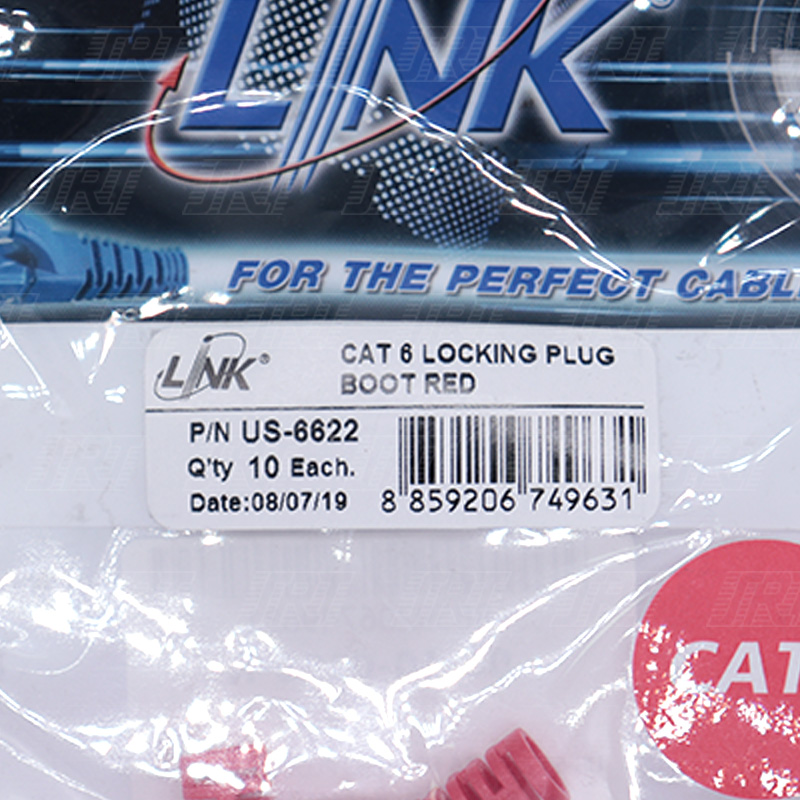 LINK®
FOR THE PERFECT CABL
LINK®
CAT 6 LOCKING PLUG
BOOT RED
P/N US-6622
Q'ty 10 Each.
Date:08/07/19
8 859206 749631
CAT